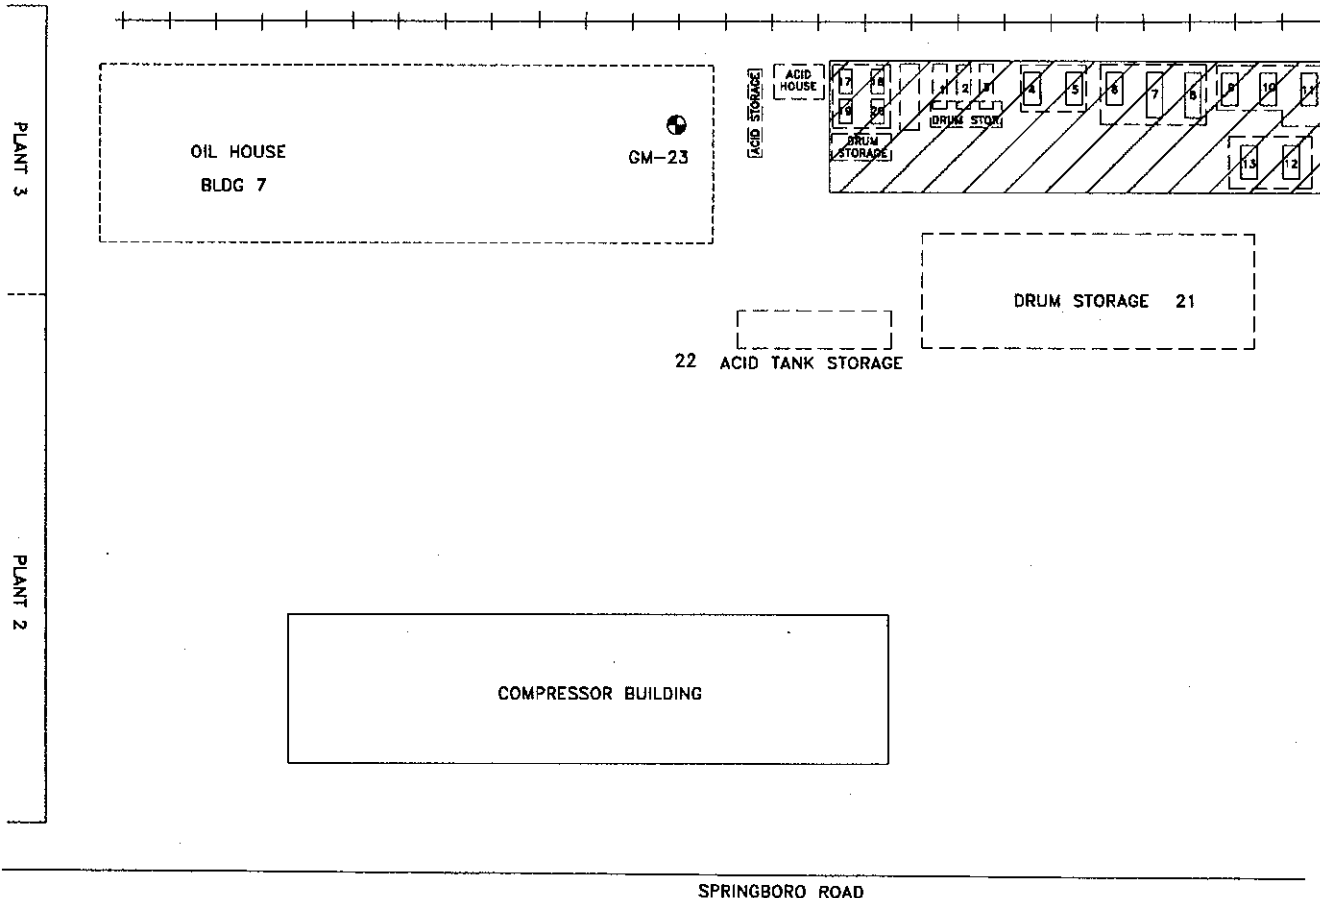 PLANT 3
PLANT 2
OIL HOUSE
BLDG 7
GM-23
ACID STORAGE
ACID
HOUSE
17 18
19 20
DRUM
STORAGE
1 2 3
DRUM STOR.
4 5
6 7 8
9 10 11
13 12
DRUM STORAGE 21
22 ACID TANK STORAGE
COMPRESSOR BUILDING
SPRINGBORO ROAD